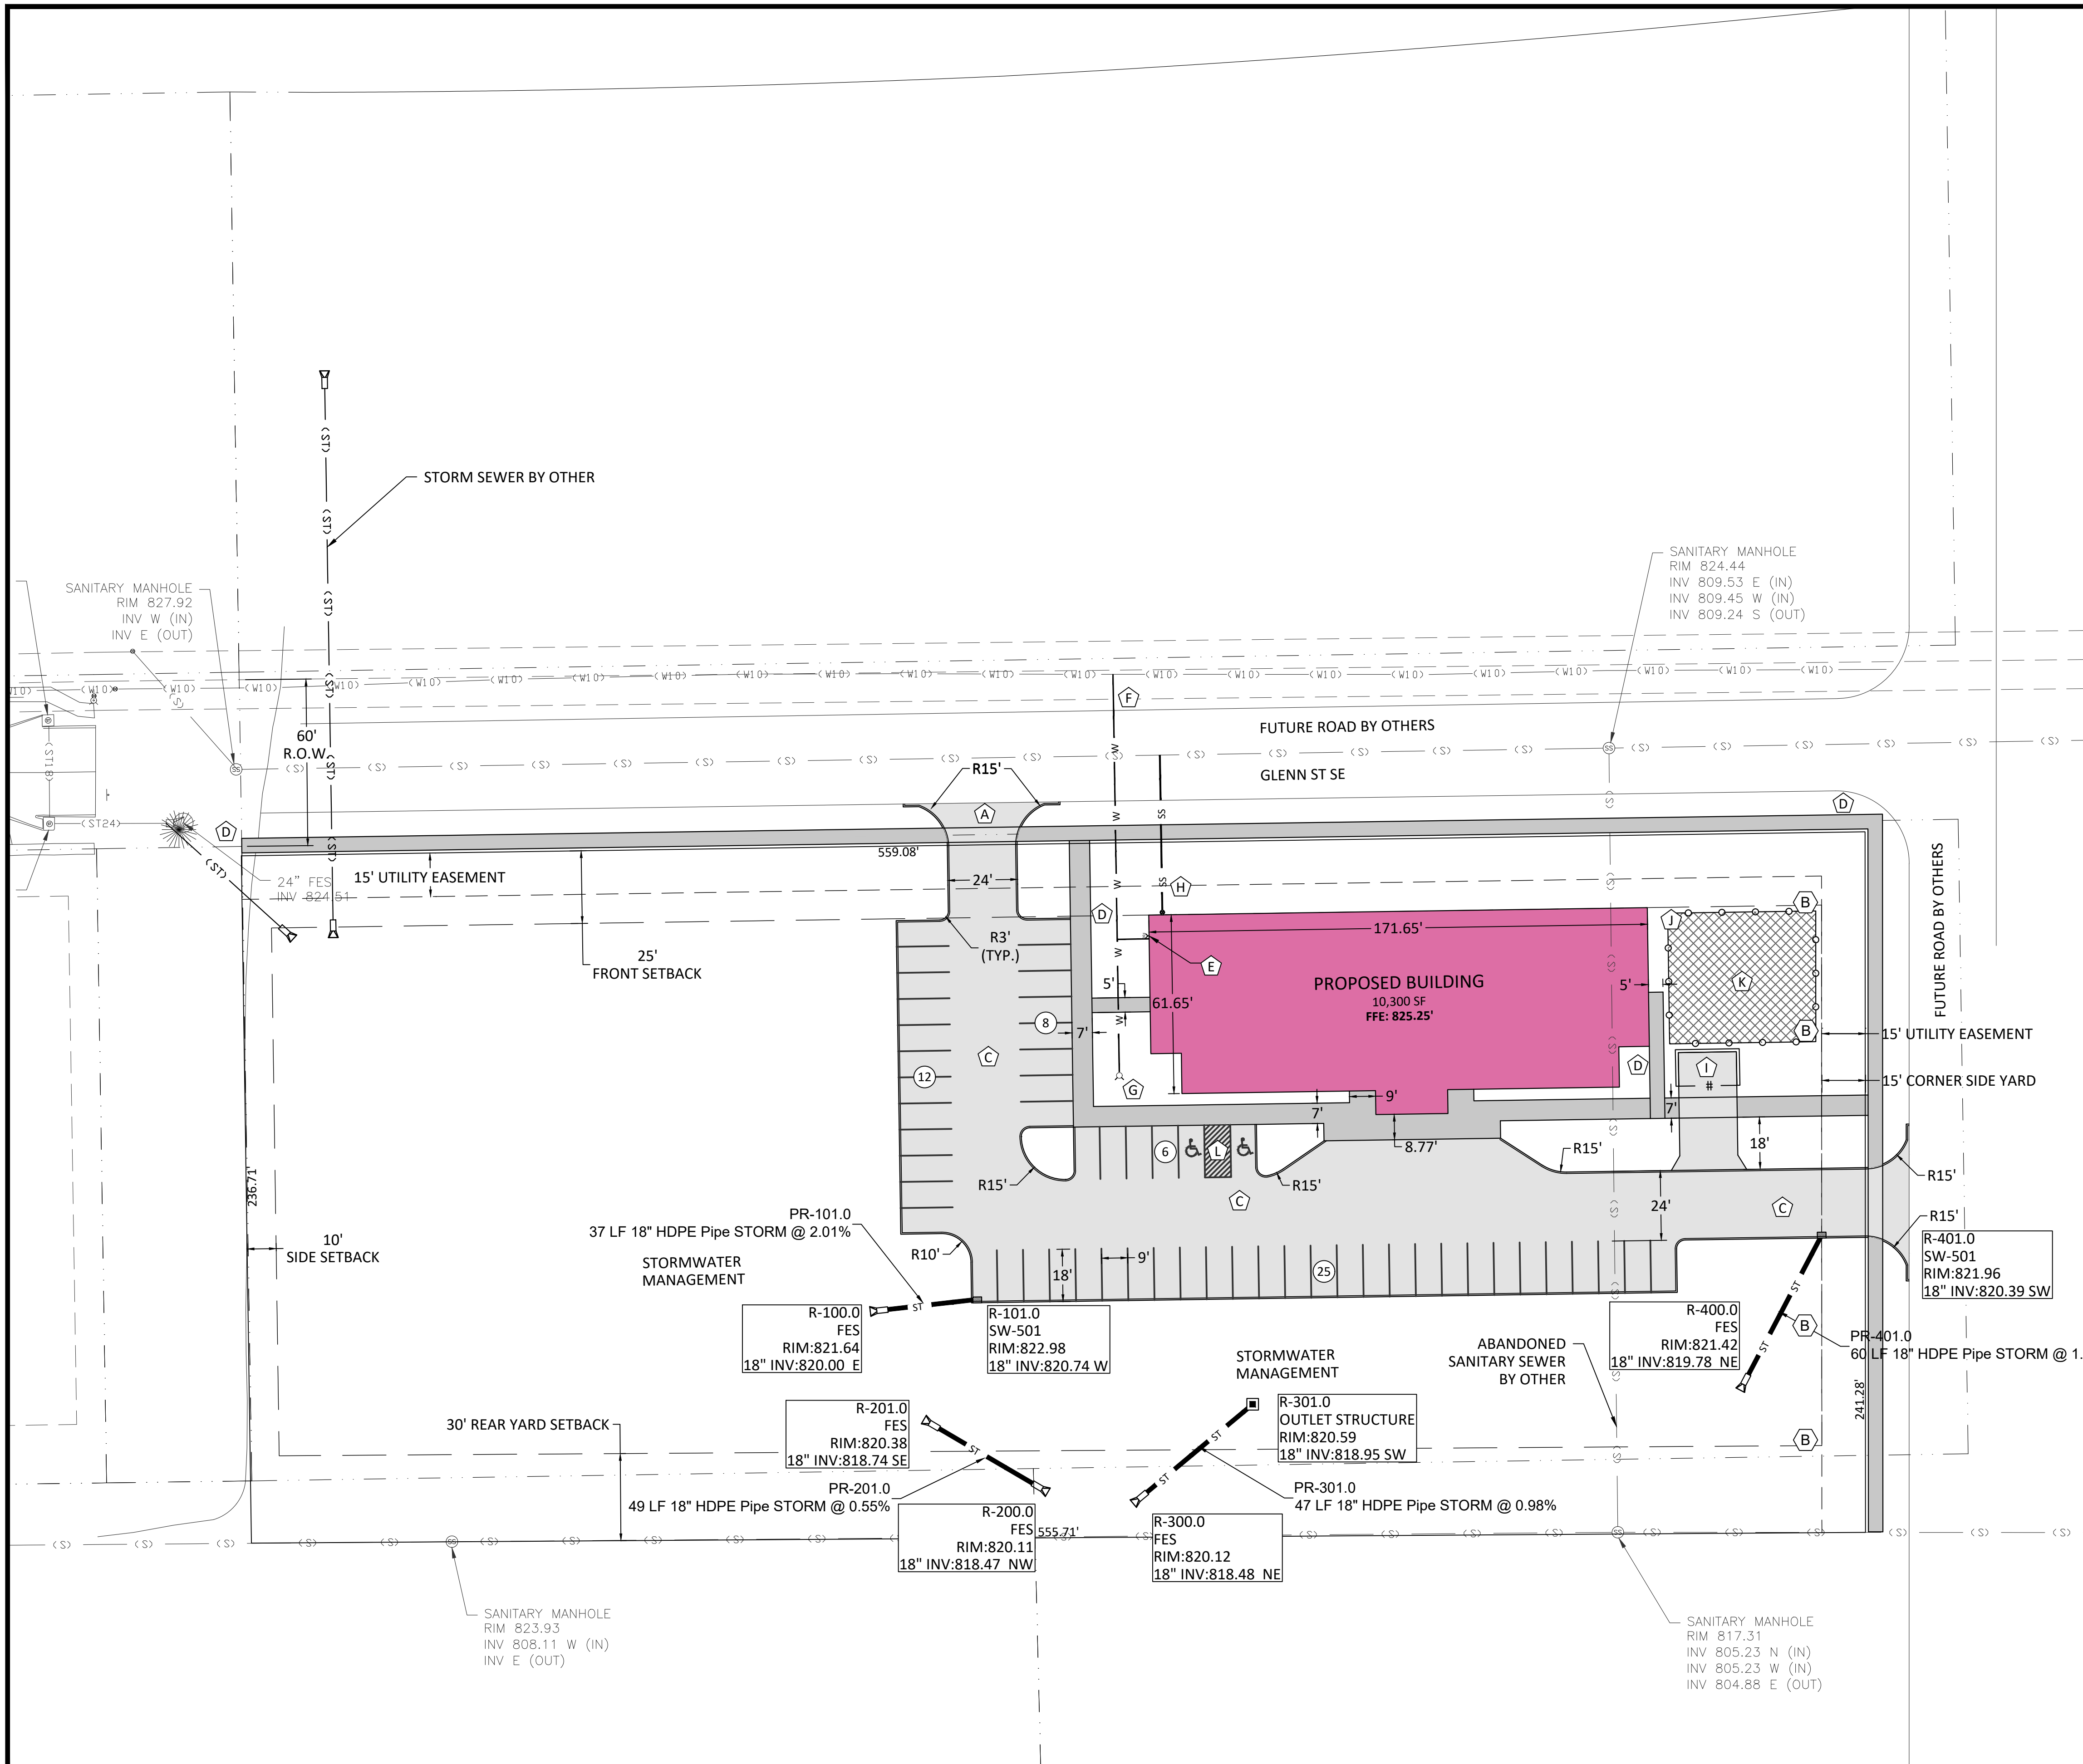 STORM SEWER BY OTHER
SANITARY MANHOLE
RIM 827.92
INV W (IN)
INV E (OUT)
SANITARY MANHOLE
RIM 824.44
INV 809.53 E (IN)
INV 809.45 W (IN)
INV 809.24 S (OUT)
60'
R.O.W.
FUTURE ROAD BY OTHERS
GLENN ST SE
R15'
A
F
D
D
(ST18)
(ST24)
(ST)
(W10)
(S)
24" FES
INV 824.51
15' UTILITY EASEMENT
559.08'
24'
25'
FRONT SETBACK
R3'
(TYP.)
D
H
E
G
W
SS
5'
61.65'
171.65'
PROPOSED BUILDING
10,300 SF
FFE: 825.25'
5'
J
K
B
B
I
#
D
FUTURE ROAD BY OTHERS
15' UTILITY EASEMENT
15' CORNER SIDE YARD
8
7'
12
C
7'
9'
8.77'
7'
18'
6
L
R15'
R15'
R15'
R15'
R15'
C
24'
C
236.71'
10'
SIDE SETBACK
PR-101.0
37 LF 18" HDPE Pipe STORM @ 2.01%
STORMWATER
MANAGEMENT
R10'
18'
9'
25
ST
R-100.0
FES
RIM:821.64
18" INV:820.00 E
R-101.0
SW-501
RIM:822.98
18" INV:820.74 W
R-401.0
SW-501
RIM:821.96
18" INV:820.39 SW
R-400.0
FES
RIM:821.42
18" INV:819.78 NE
B
PR-401.0
60 LF 18" HDPE Pipe STORM @ 1.
STORMWATER
MANAGEMENT
ABANDONED
SANITARY SEWER
BY OTHER
241.28'
B
30' REAR YARD SETBACK
R-201.0
FES
RIM:820.38
18" INV:818.74 SE
R-301.0
OUTLET STRUCTURE
RIM:820.59
18" INV:818.95 SW
PR-201.0
49 LF 18" HDPE Pipe STORM @ 0.55%
PR-301.0
47 LF 18" HDPE Pipe STORM @ 0.98%
R-200.0
FES
RIM:820.11
18" INV:818.47 NW
555.71'
R-300.0
FES
RIM:820.12
18" INV:818.48 NE
SANITARY MANHOLE
RIM 823.93
INV 808.11 W (IN)
INV E (OUT)
SANITARY MANHOLE
RIM 817.31
INV 805.23 N (IN)
INV 805.23 W (IN)
INV 804.88 E (OUT)